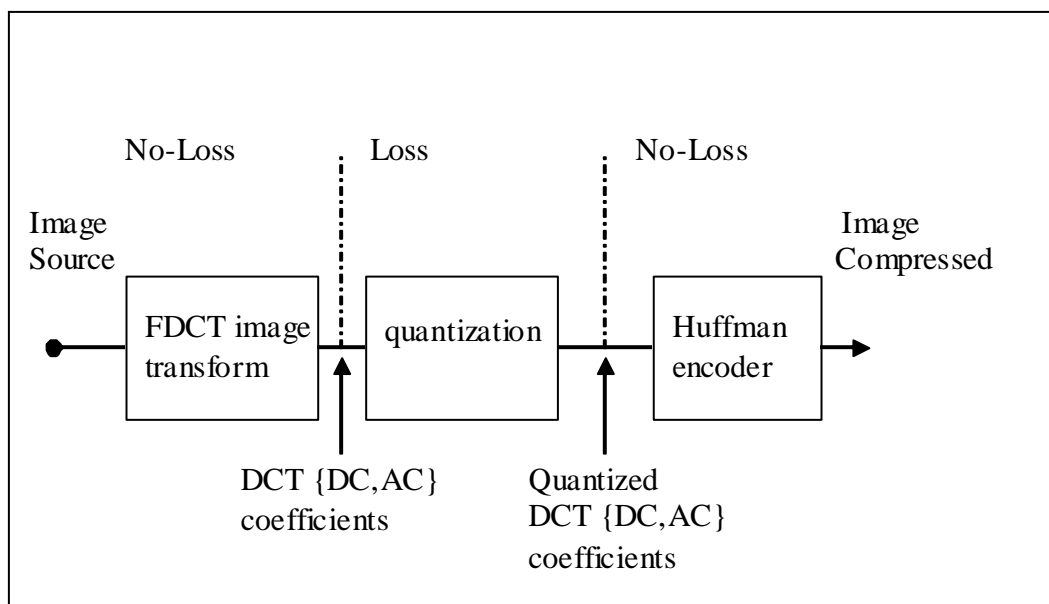 No-Loss
Loss
No-Loss
Image
Source
Image
Compressed
FDCT image
transform
quantization
Huffman
encoder
DCT {DC,AC}
coefficients
Quantized
DCT {DC,AC}
coefficients